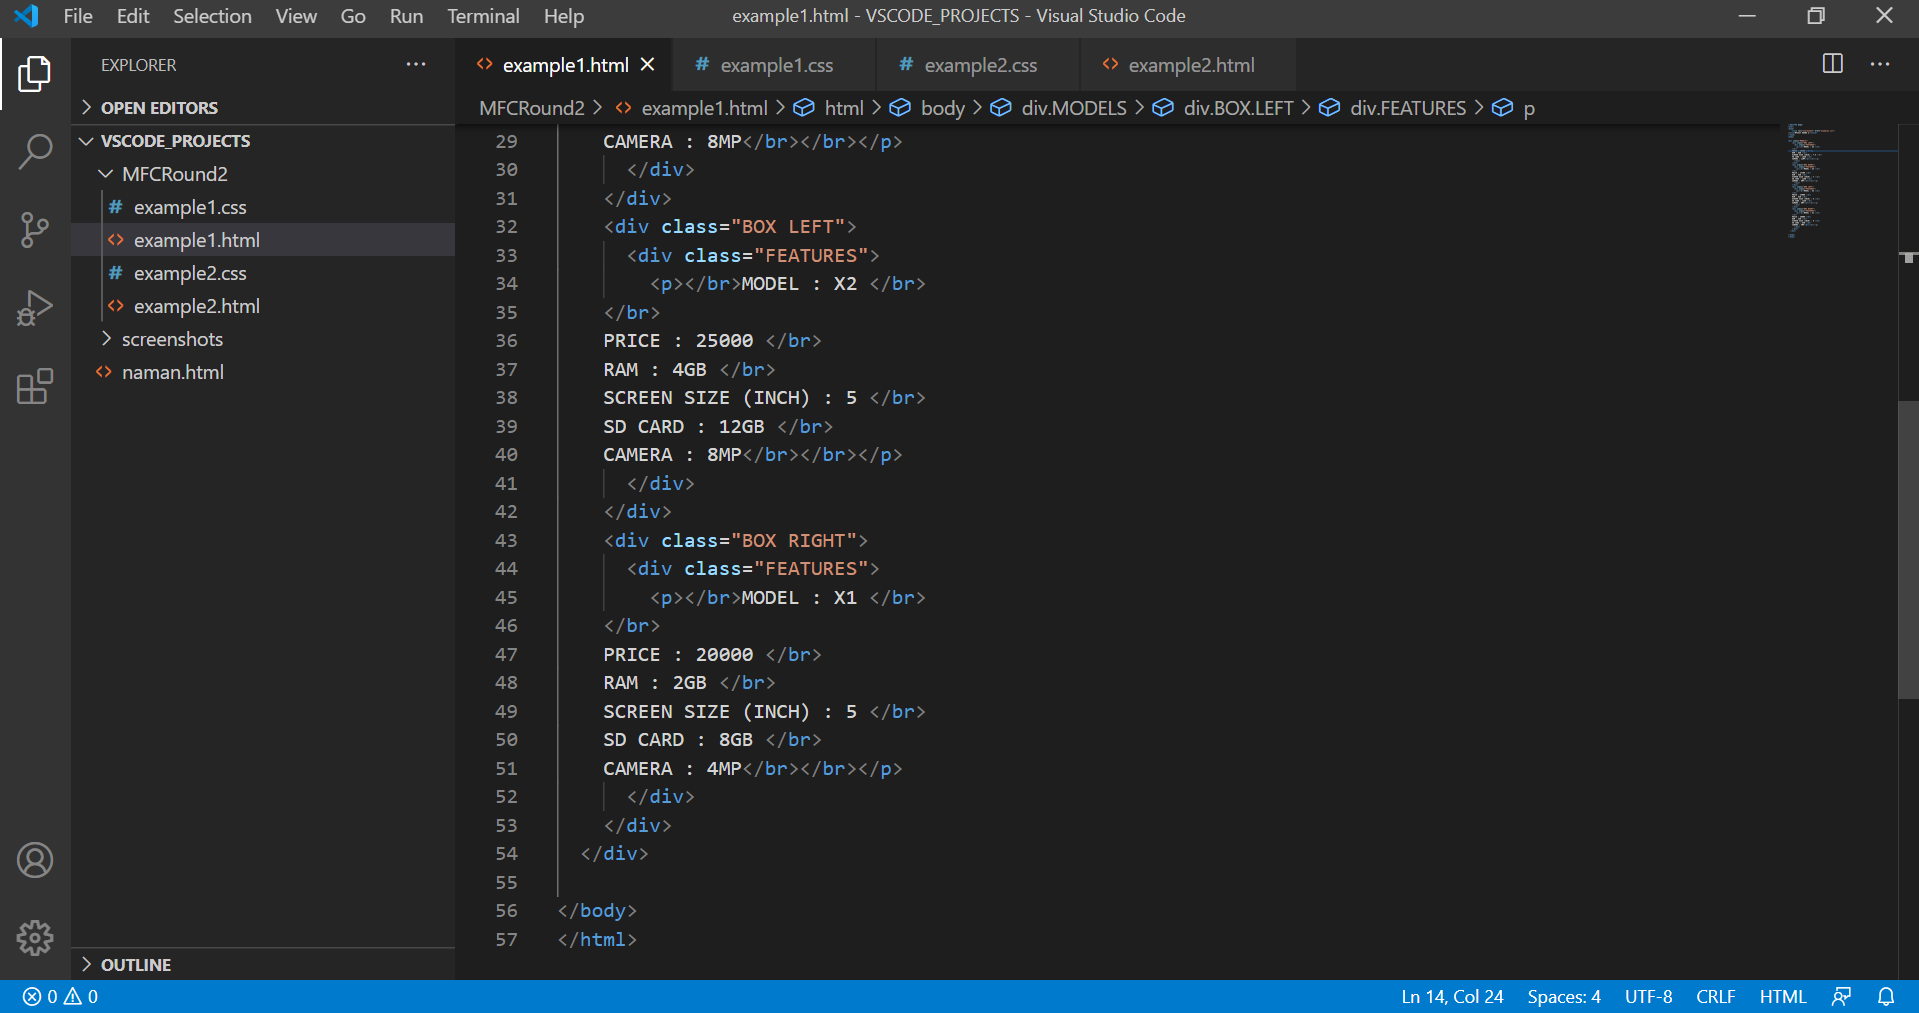 File Edit Selection View Go Run Terminal Help example1.html - VSCODE_PROJECTS - Visual Studio Code
EXPLORER
OPEN EDITORS
VSCODE_PROJECTS
MFCRound2
example1.css
example1.html
example2.css
example2.html
screenshots
naman.html
OUTLINE
example1.html example1.css example2.css example2.html
MFCRound2 > example1.html > html > body > div.MODELS > div.BOX.LEFT > div.FEATURES > p
29 CAMERA : 8MP</br></br></p>
30 </div>
31 </div>
32 <div class="BOX LEFT">
33 <div class="FEATURES">
34 <p></br>MODEL : X2 </br>
35 </br>
36 PRICE : 25000 </br>
37 RAM : 4GB </br>
38 SCREEN SIZE (INCH) : 5 </br>
39 SD CARD : 12GB </br>
40 CAMERA : 8MP</br></br></p>
41 </div>
42 </div>
43 <div class="BOX RIGHT">
44 <div class="FEATURES">
45 <p></br>MODEL : X1 </br>
46 </br>
47 PRICE : 20000 </br>
48 RAM : 2GB </br>
49 SCREEN SIZE (INCH) : 5 </br>
50 SD CARD : 8GB </br>
51 CAMERA : 4MP</br></br></p>
52 </div>
53 </div>
54 </div>
55
56 </body>
57 </html>
0 0 Ln 14, Col 24 Spaces: 4 UTF-8 CRLF HTML